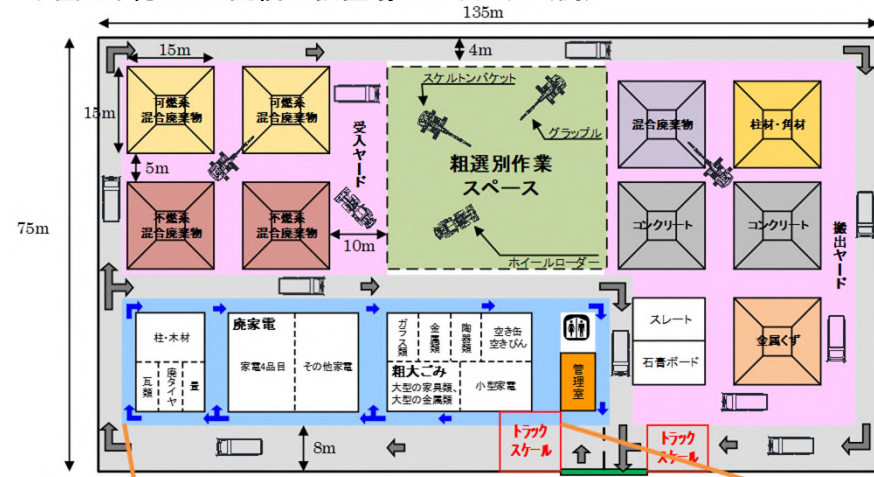 135m
15m
4m
15m
5m
75m
可燃系
混合廃棄物
可燃系
混合廃棄物
不燃系
混合廃棄物
不燃系
混合廃棄物
受入ヤード
10m
スケルトンバケット
グラップル
粗選別作業
スペース
ホイールローダー
混合廃棄物
柱材・角材
コンクリート
コンクリート
搬出ヤード
スレート
石膏ボード
金属くず
柱・木材
瓦類
廃タイヤ
畳
廃家電
家電4品目
その他家電
ガラス類
金属類
陶器類
空き缶
空きびん
粗大ごみ
大型の家具類、
大型の金属類
小型家電
管理室
8m
トラック
スケール
トラック
スケール